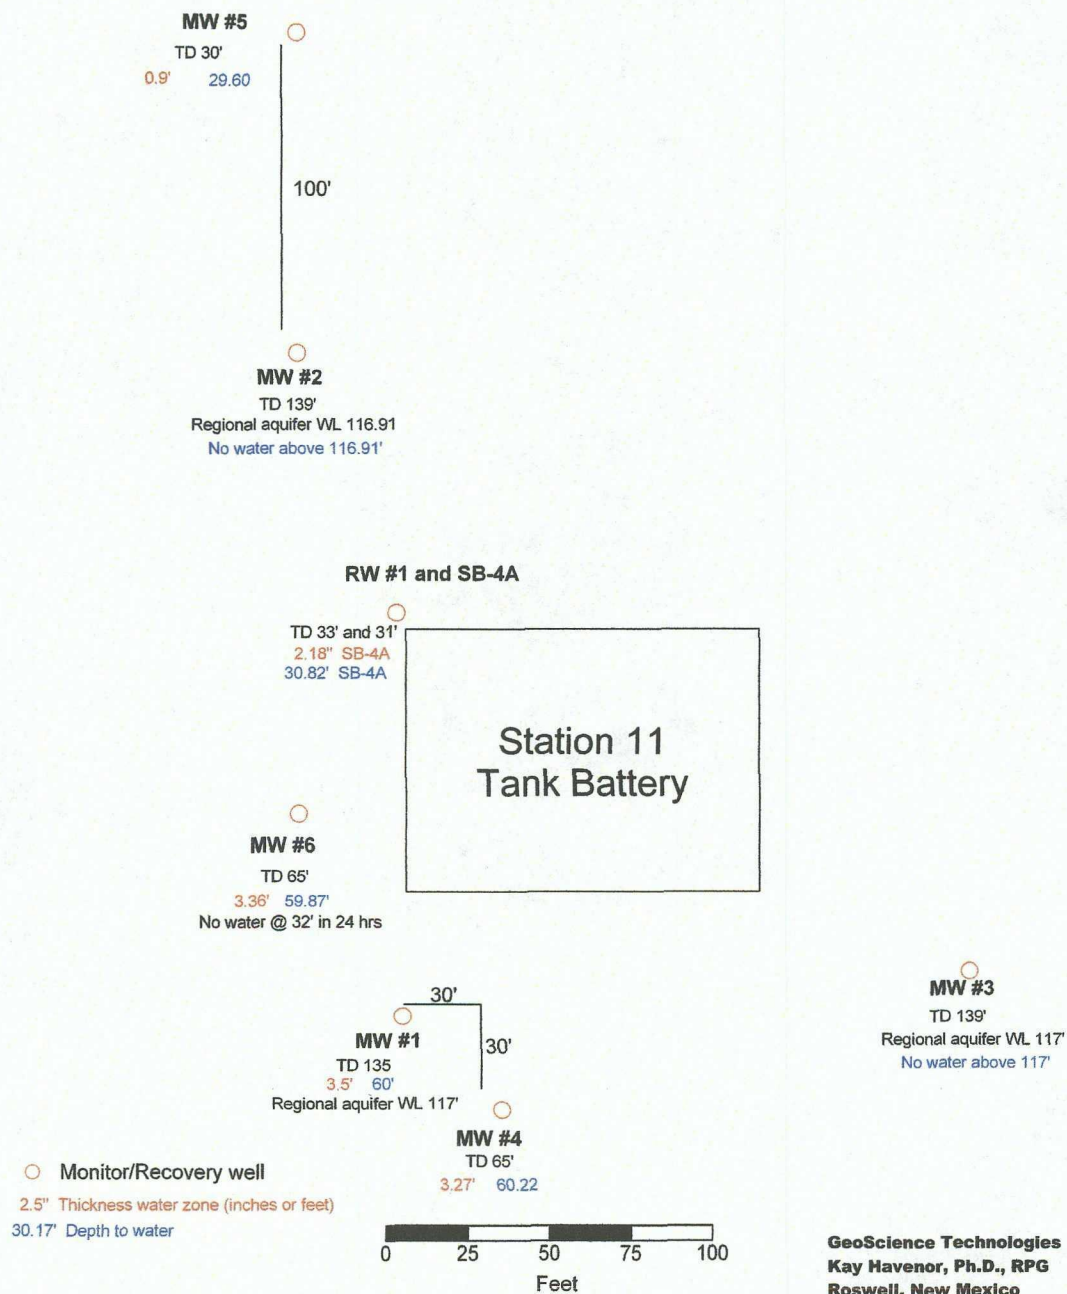 MW #5
TD 30'
0.9' 29.60
100'
MW #2
TD 139'
Regional aquifer WL 116.91
No water above 116.91'
RW #1 and SB-4A
TD 33' and 31'
2.18" SB-4A
30.82' SB-4A
Station 11
Tank Battery
MW #6
TD 65'
3.36' 59.87'
No water @ 32' in 24 hrs
30'
30'
MW #1
TD 135
3.5' 60'
Regional aquifer WL 117'
MW #3
TD 139'
Regional aquifer WL 117'
No water above 117'
MW #4
TD 65'
3.27' 60.22
Monitor/Recovery well
2.5" Thickness water zone (inches or feet)
30.17' Depth to water
0 25 50 75 100
Feet
GeoScience Technologies
Kay Havenor, Ph.D., RPG
Roswell, New Mexico